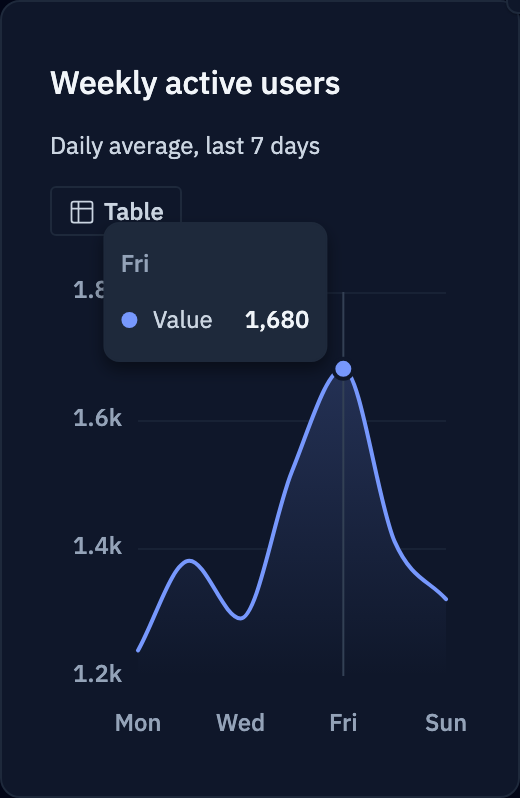 Weekly active users
Daily average, last 7 days
Table
Fri
Value 1,680
1.6k
1.4k
1.2k
Mon Wed Fri Sun